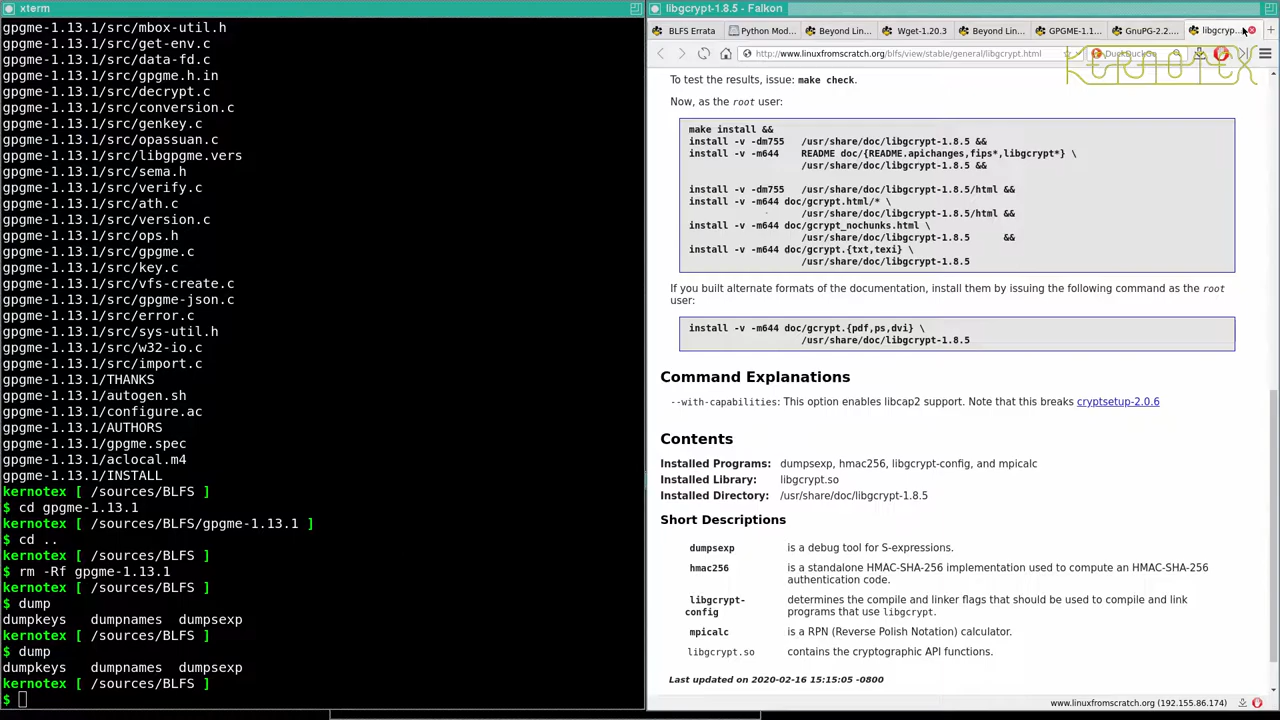 xterm
gpgme-1.13.1/src/mbox-util.h
gpgme-1.13.1/src/get-env.c
gpgme-1.13.1/src/data-fd.c
gpgme-1.13.1/src/gpgme.h.in
gpgme-1.13.1/src/decrypt.c
gpgme-1.13.1/src/conversion.c
gpgme-1.13.1/src/genkey.c
gpgme-1.13.1/src/opassuan.c
gpgme-1.13.1/src/libgpgme.vers
gpgme-1.13.1/src/sema.h
gpgme-1.13.1/src/verify.c
gpgme-1.13.1/src/ath.c
gpgme-1.13.1/src/version.c
gpgme-1.13.1/src/ops.h
gpgme-1.13.1/src/gpgme.c
gpgme-1.13.1/src/key.c
gpgme-1.13.1/src/vfs-create.c
gpgme-1.13.1/src/gpgme-json.c
gpgme-1.13.1/src/error.c
gpgme-1.13.1/src/sys-util.h
gpgme-1.13.1/src/w32-io.c
gpgme-1.13.1/src/import.c
gpgme-1.13.1/THANKS
gpgme-1.13.1/autogen.sh
gpgme-1.13.1/configure.ac
gpgme-1.13.1/AUTHORS
gpgme-1.13.1/gpgme.spec
gpgme-1.13.1/aclocal.m4
gpgme-1.13.1/INSTALL
kernotex [ /sources/BLFS ]
$ cd gpgme-1.13.1
kernotex [ /sources/BLFS/gpgme-1.13.1 ]
$ cd ..
kernotex [ /sources/BLFS ]
$ rm -Rf gpgme-1.13.1
kernotex [ /sources/BLFS ]
$ dump
dumpkeys dumpnames dumpsexp
kernotex [ /sources/BLFS ]
$ dump
dumpkeys dumpnames dumpsexp
kernotex [ /sources/BLFS ]
$
libgcrypt-1.8.5 - Falkon
BLFS Errata Python Mod... Beyond Lin... Wget-1.20.3 Beyond Lin... GPGME-1.1... GnuPG-2.2.... libgcryp...
http://www.linuxfromscratch.org/blfs/view/stable/general/libgcrypt.html DuckDuckGo
KERNOTEX
To test the results, issue: make check.
Now, as the root user:
make install &&
install -v -dm755 /usr/share/doc/libgcrypt-1.8.5 &&
install -v -m644 README doc/{README.apichanges,fips*,libgcrypt*} \
/usr/share/doc/libgcrypt-1.8.5 &&
install -v -dm755 /usr/share/doc/libgcrypt-1.8.5/html &&
install -v -m644 doc/gcrypt.html/* \
/usr/share/doc/libgcrypt-1.8.5/html &&
install -v -m644 doc/gcrypt_nochunks.html \
/usr/share/doc/libgcrypt-1.8.5 &&
install -v -m644 doc/gcrypt.{txt,texi} \
/usr/share/doc/libgcrypt-1.8.5
If you built alternate formats of the documentation, install them by issuing the following command as the root
user:
install -v -m644 doc/gcrypt.{pdf,ps,dvi} \
/usr/share/doc/libgcrypt-1.8.5
Command Explanations
--with-capabilities: This option enables libcap2 support. Note that this breaks cryptsetup-2.0.6
Contents
Installed Programs: dumpsexp, hmac256, libgcrypt-config, and mpicalc
Installed Library: libgcrypt.so
Installed Directory: /usr/share/doc/libgcrypt-1.8.5
Short Descriptions
dumpsexp is a debug tool for S-expressions.
hmac256 is a standalone HMAC-SHA-256 implementation used to compute an HMAC-SHA-256
authentication code.
libgcrypt- determines the compile and linker flags that should be used to compile and link
config programs that use libgcrypt.
mpicalc is a RPN (Reverse Polish Notation) calculator.
libgcrypt.so contains the cryptographic API functions.
Last updated on 2020-02-16 15:15:05 -0800
www.linuxfromscratch.org (192.155.86.174)